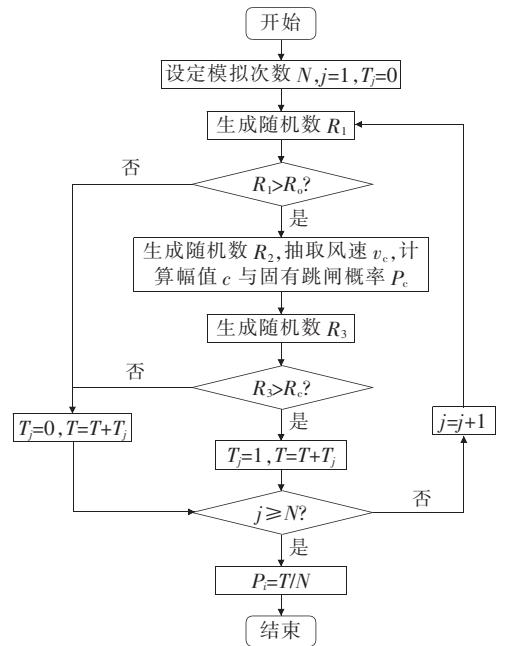 开始
设定模拟次数 N,j=1,Tj=0
生成随机数 R1
否
R1>Ro?
是
生成随机数 R2,抽取风速 vc,计
算幅值 c 与固有跳闸概率 Pc
生成随机数 R3
否
R3>Rc?
是
Tj=0,T=T+Tj
j=j+1
Tj=1,T=T+Tj
否
j≥N?
是
Pi=T/N
结束